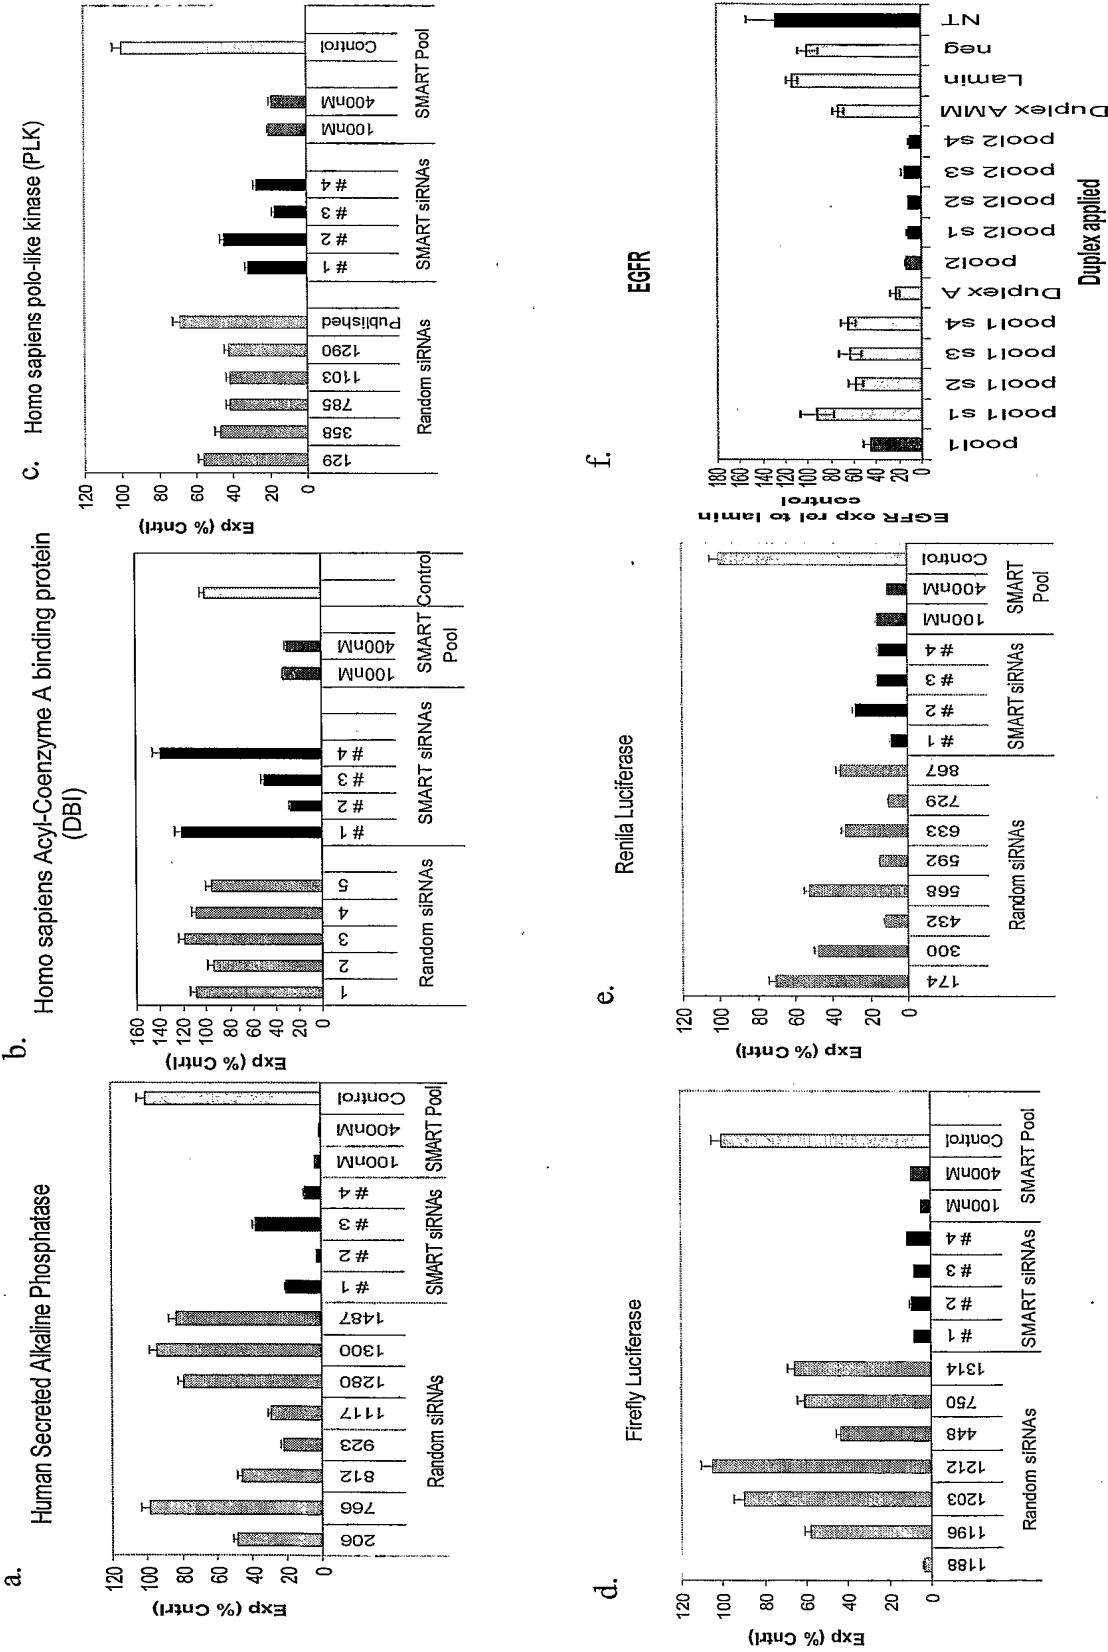 a.
Human Secreted Alkaline Phosphatase
Exp (% Cntrl)
120
100
80
60
40
20
0
206
766
812
923
1117
1280
1300
1487
# 1
# 2
# 3
# 4
100nM
400nM
Control
Random siRNAs
SMART siRNAs
SMART Pool
b.
Homo sapiens Acyl-Coenzyme A binding protein
(DBI)
Exp (% Cntrl)
160
140
120
100
80
60
40
20
0
1
2
3
4
5
# 1
# 2
# 3
# 4
100nM
400nM
Random siRNAs
SMART siRNAs
SMART Control
Pool
c.
Homo sapiens polo-like kinase (PLK)
Exp (% Cntrl)
120
100
80
60
40
20
0
129
358
785
1103
1290
Published
# 1
# 2
# 3
# 4
100nM
400nM
Control
Random siRNAs
SMART siRNAs
SMART Pool
d.
Firefly Luciferase
Exp (% Cntrl)
120
100
80
60
40
20
0
1188
1196
1203
1212
448
750
1314
# 1
# 2
# 3
# 4
100nM
400nM
Control
Random siRNAs
SMART siRNAs
SMART Pool
e.
Renila Luciferase
Exp (% Cntrl)
120
100
80
60
40
20
0
174
300
432
568
592
633
729
867
# 1
# 2
# 3
# 4
100nM
400nM
Control
Random siRNAs
SMART siRNAs
SMART
Pool
f.
EGFR
EGFR exp rel to lamin
control
180
160
140
120
100
80
60
40
20
0
pool1
pool1 s1
pool1 s2
pool1 s3
pool1 s4
Duplex A
pool2
pool2 s1
pool2 s2
pool2 s3
pool2 s4
Duplex AMM
Lamin
neg
NT
Duplex applied